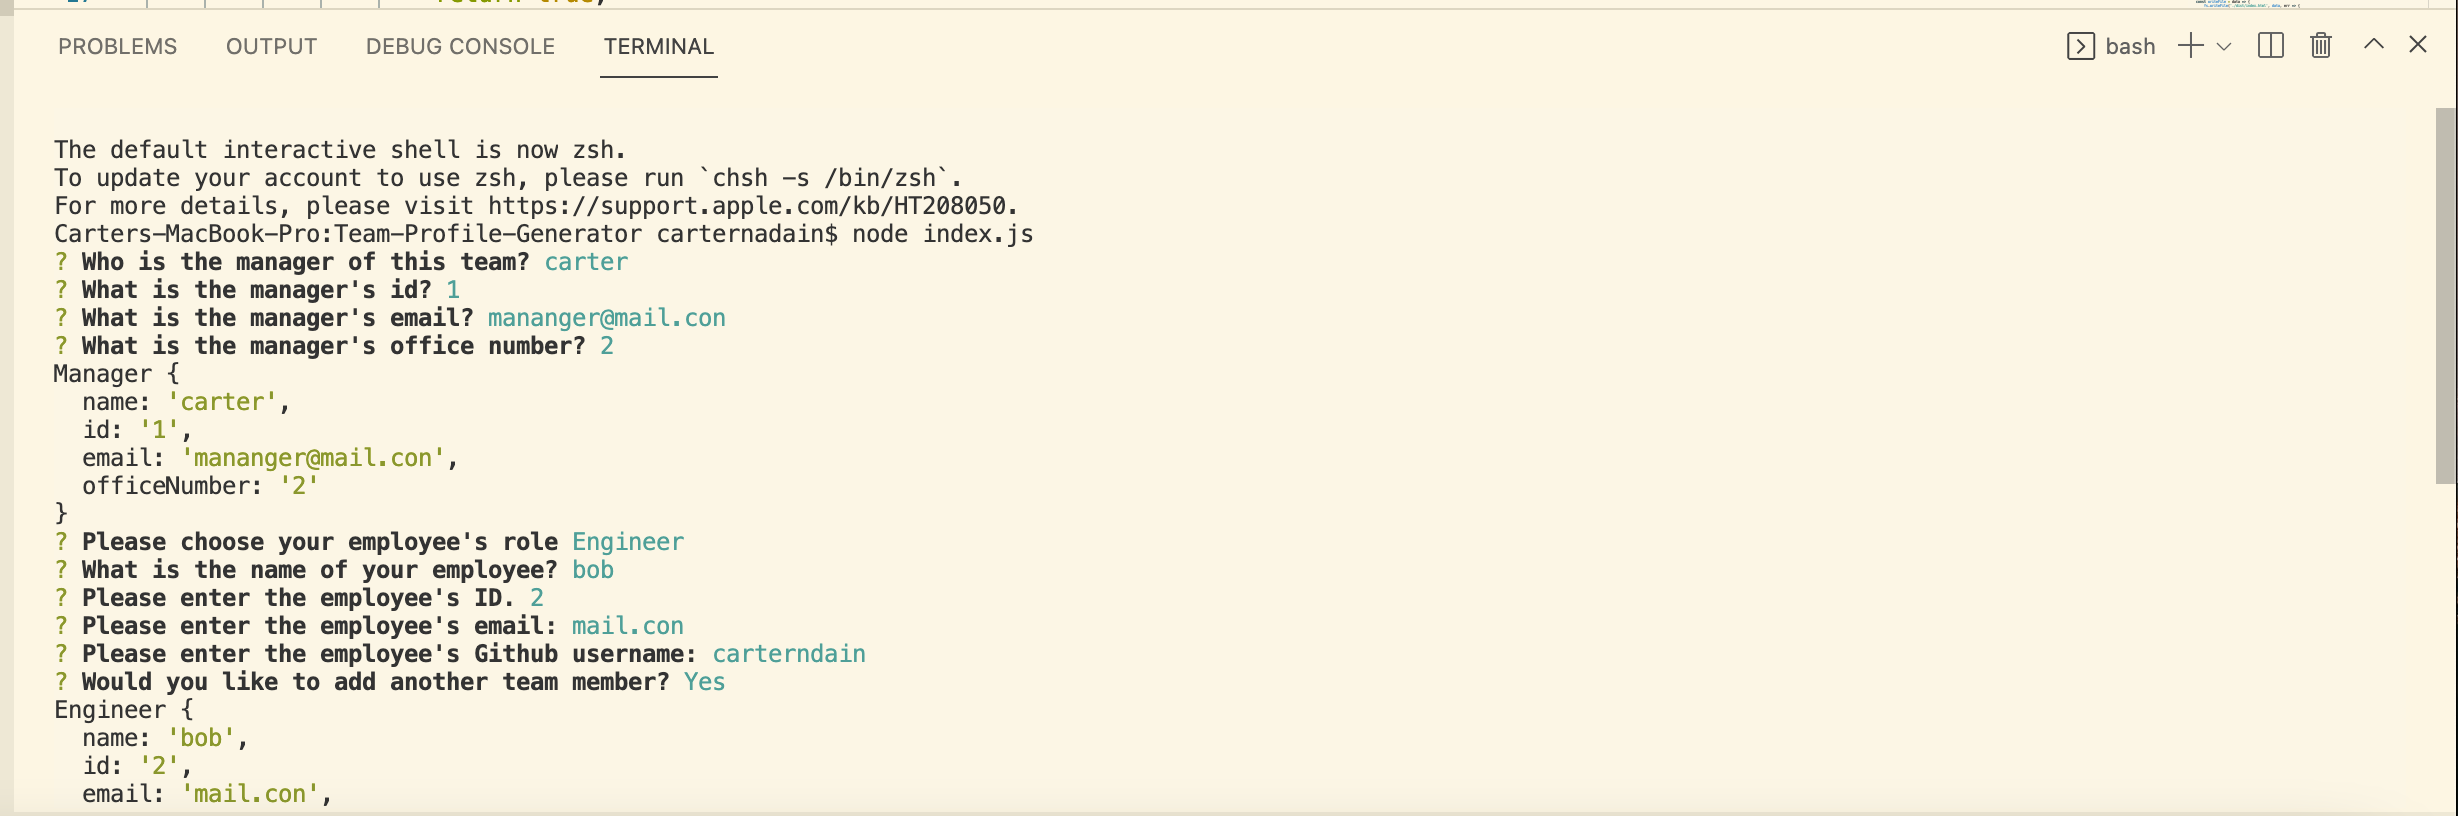 return true;
PROBLEMS OUTPUT DEBUG CONSOLE TERMINAL bash
The default interactive shell is now zsh.
To update your account to use zsh, please run `chsh -s /bin/zsh`.
For more details, please visit https://support.apple.com/kb/HT208050.
Carters-MacBook-Pro:Team-Profile-Generator carternadain$ node index.js
? Who is the manager of this team? carter
? What is the manager's id? 1
? What is the manager's email? mananger@mail.con
? What is the manager's office number? 2
Manager {
  name: 'carter',
  id: '1',
  email: 'mananger@mail.con',
  officeNumber: '2'
}
? Please choose your employee's role Engineer
? What is the name of your employee? bob
? Please enter the employee's ID. 2
? Please enter the employee's email: mail.con
? Please enter the employee's Github username: carterndain
? Would you like to add another team member? Yes
Engineer {
  name: 'bob',
  id: '2',
  email: 'mail.con',